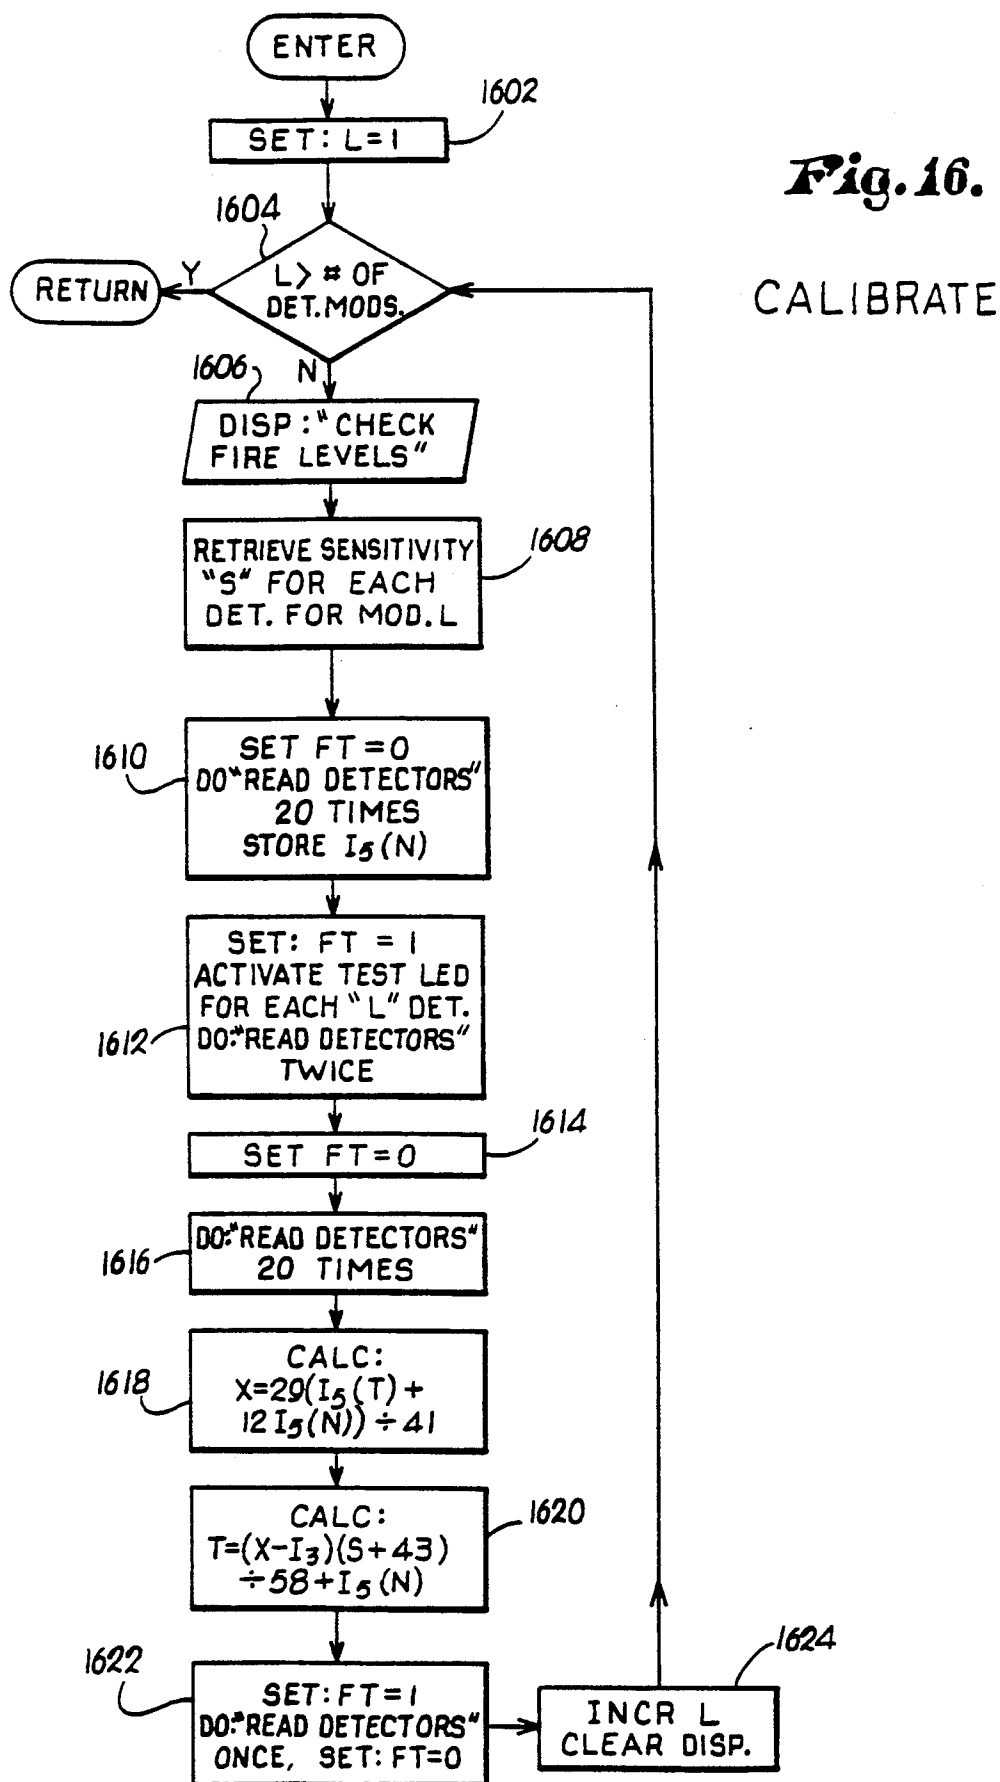 ENTER
1602
SET: L=1
Fig. 16.
CALIBRATE
1604
L> # OF
DET. MODS.
Y
RETURN
N
1606
DISP: "CHECK
FIRE LEVELS"
1608
RETRIEVE SENSITIVITY
"S" FOR EACH
DET. FOR MOD. L
1610
SET FT=0
DO "READ DETECTORS"
20 TIMES
STORE I5(N)
1612
SET: FT = 1
ACTIVATE TEST LED
FOR EACH "L" DET.
DO: "READ DETECTORS"
TWICE
1614
SET FT=0
1616
DO: "READ DETECTORS"
20 TIMES
1618
CALC:
X=29(I5(T)+
12 I5(N))÷41
1620
CALC:
T=(X-I3)(S+43)
÷58+I5(N)
1622
SET: FT=1
DO: "READ DETECTORS"
ONCE, SET: FT=0
1624
INCR L
CLEAR DISP.